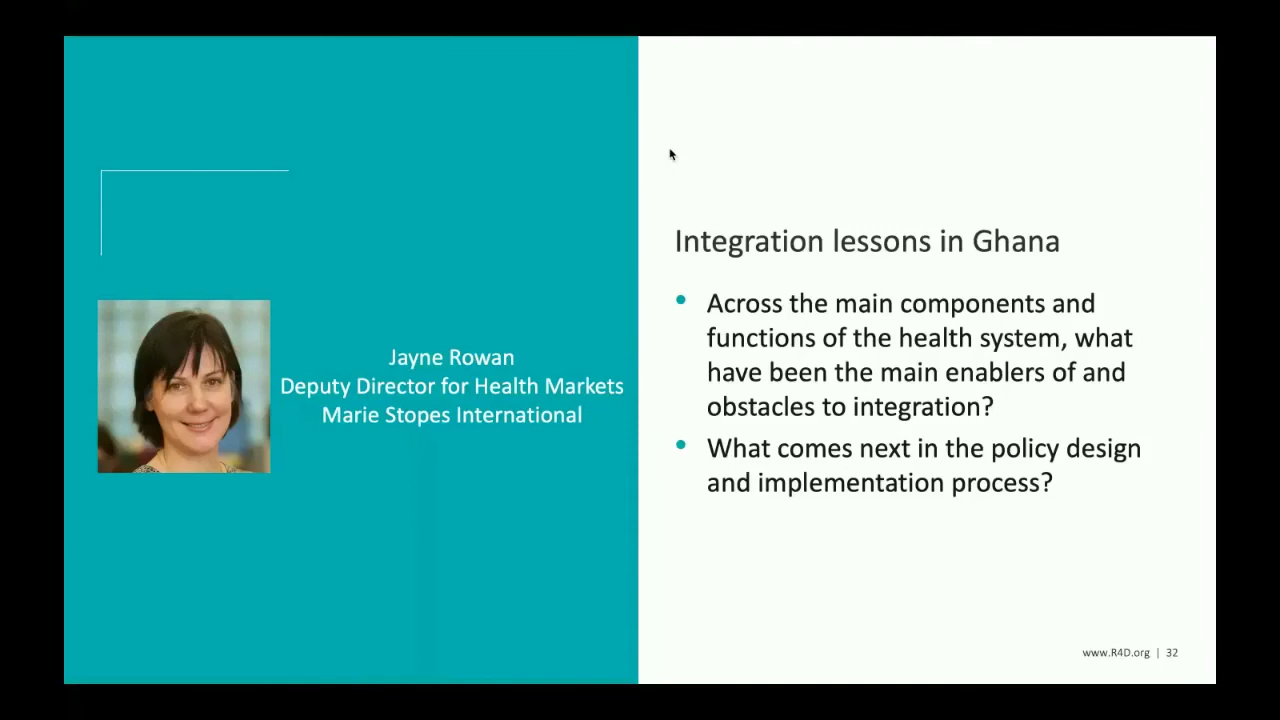 Jayne Rowan
Deputy Director for Health Markets
Marie Stopes International
Integration lessons in Ghana
• Across the main components and
functions of the health system, what
have been the main enablers of and
obstacles to integration?
• What comes next in the policy design
and implementation process?
www.R4D.org | 32